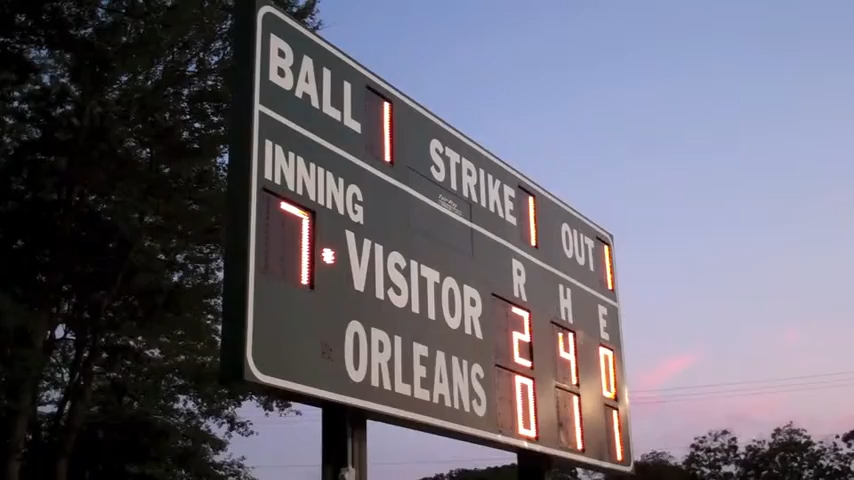 BALL 1 STRIKE 1 OUT 1
INNING
7
R H E
VISITOR 2 4 0
ORLEANS 0 1 1